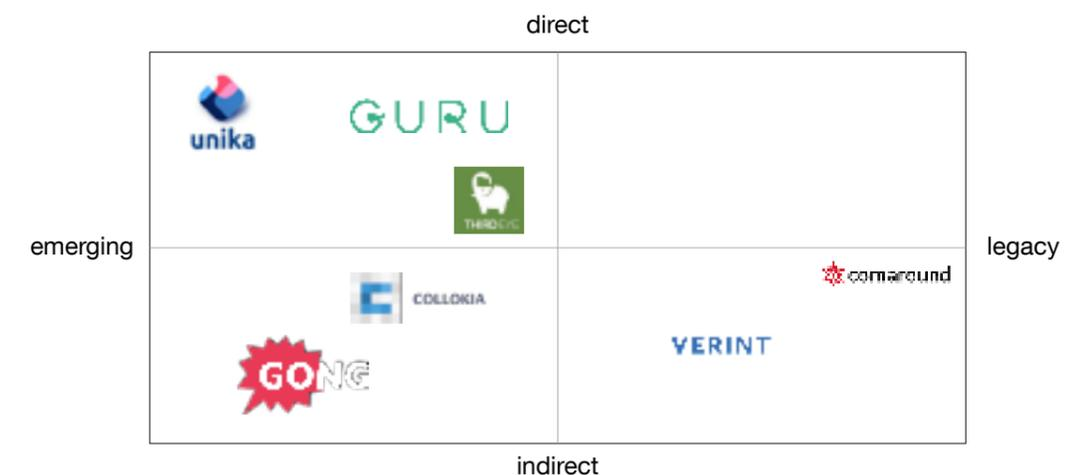 direct
unika
GURU
THIRDEYE
emerging
legacy
comaround
COLLOKIA
VERINT
GONG
indirect